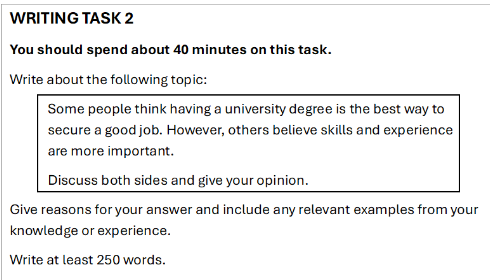 WRITING TASK 2
You should spend about 40 minutes on this task.
Write about the following topic:
Some people think having a university degree is the best way to
secure a good job. However, others believe skills and experience
are more important.
Discuss both sides and give your opinion.
Give reasons for your answer and include any relevant examples from your
knowledge or experience.
Write at least 250 words.